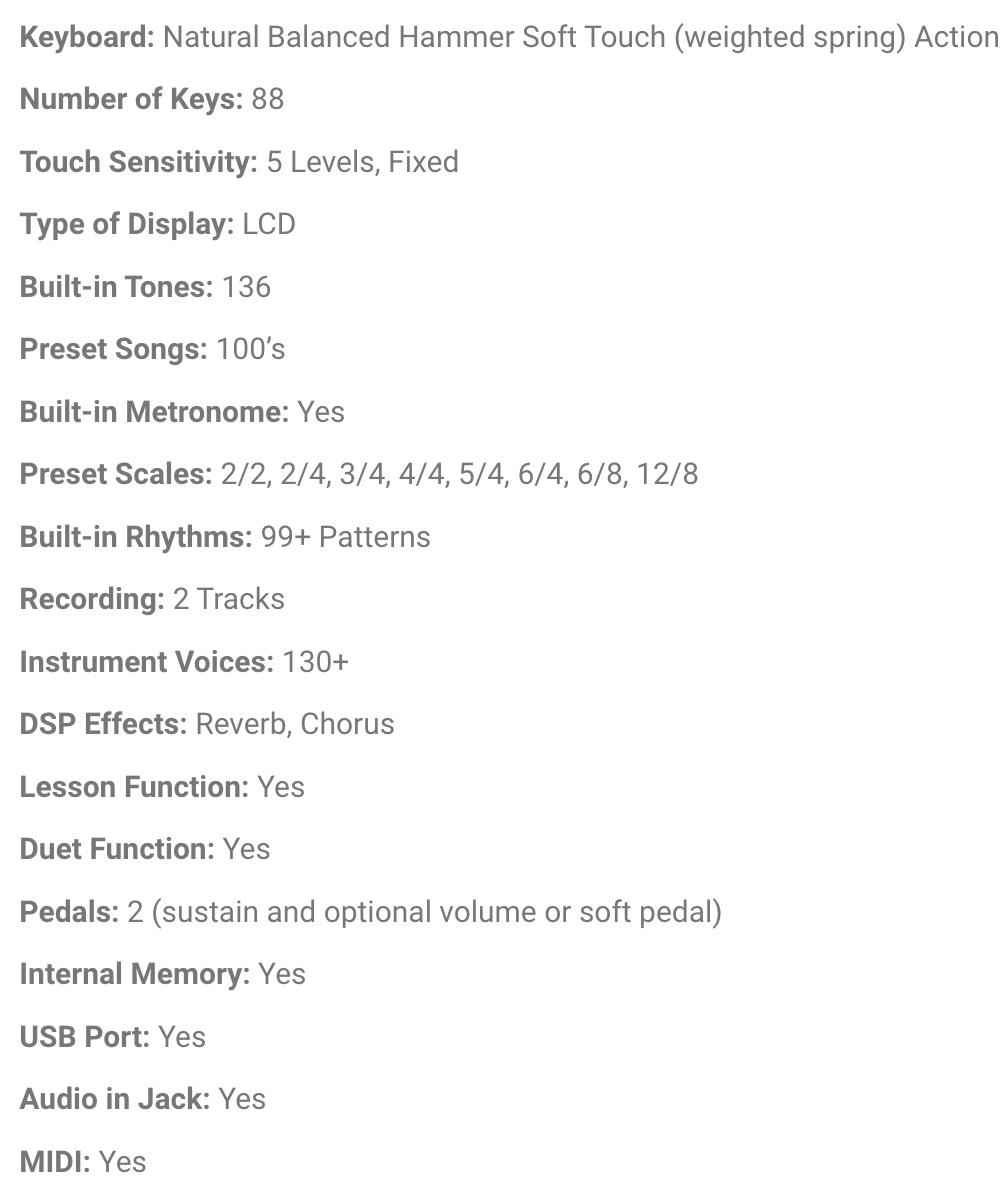 Keyboard: Natural Balanced Hammer Soft Touch (weighted spring) Action
Number of Keys: 88
Touch Sensitivity: 5 Levels, Fixed
Type of Display: LCD
Built-in Tones: 136
Preset Songs: 100’s
Built-in Metronome: Yes
Preset Scales: 2/2, 2/4, 3/4, 4/4, 5/4, 6/4, 6/8, 12/8
Built-in Rhythms: 99+ Patterns
Recording: 2 Tracks
Instrument Voices: 130+
DSP Effects: Reverb, Chorus
Lesson Function: Yes
Duet Function: Yes
Pedals: 2 (sustain and optional volume or soft pedal)
Internal Memory: Yes
USB Port: Yes
Audio in Jack: Yes
MIDI: Yes